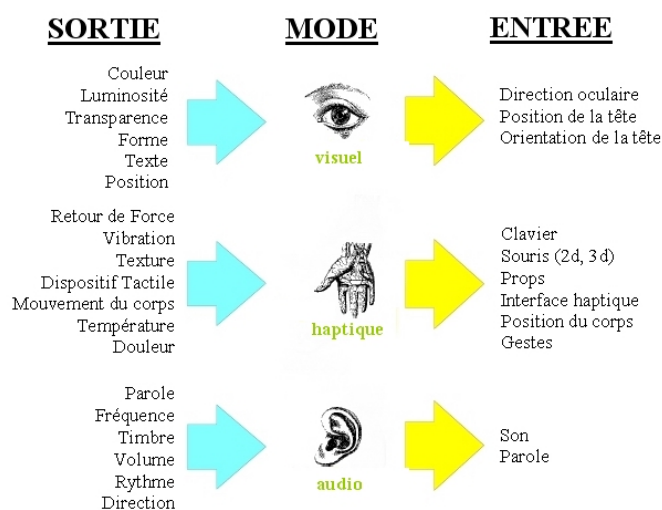 SORTIE
MODE
ENTREE
Couleur
Luminosité
Transparence
Forme
Texte
Position
visuel
Direction oculaire
Position de la tête
Orientation de la tête
Retour de Force
Vibration
Texture
Dispositif Tactile
Mouvement du corps
Température
Douleur
haptique
Clavier
Souris (2d, 3d)
Props
Interface haptique
Position du corps
Gestes
Parole
Fréquence
Timbre
Volume
Rythme
Direction
audio
Son
Parole